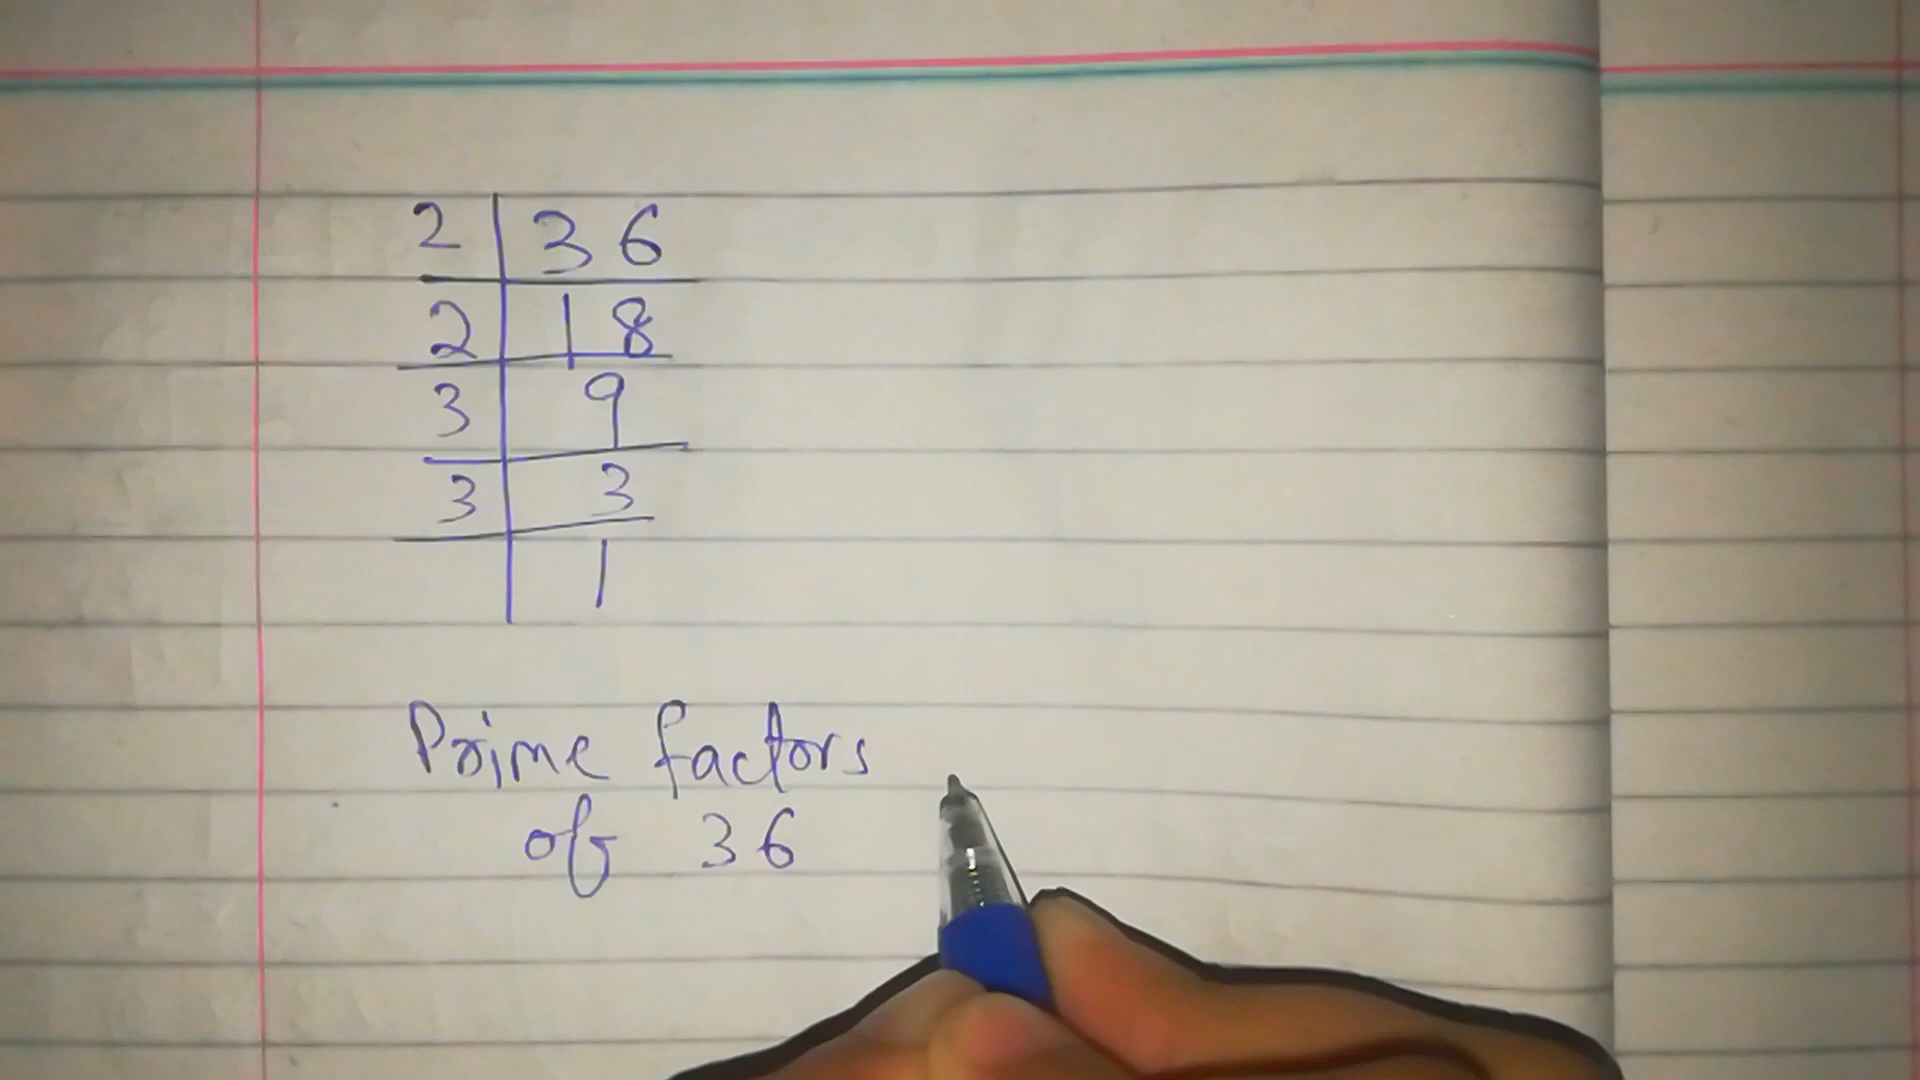 2 | 36
2 | 18
3 | 9
3 | 3
| 1
Prime factors
of 36